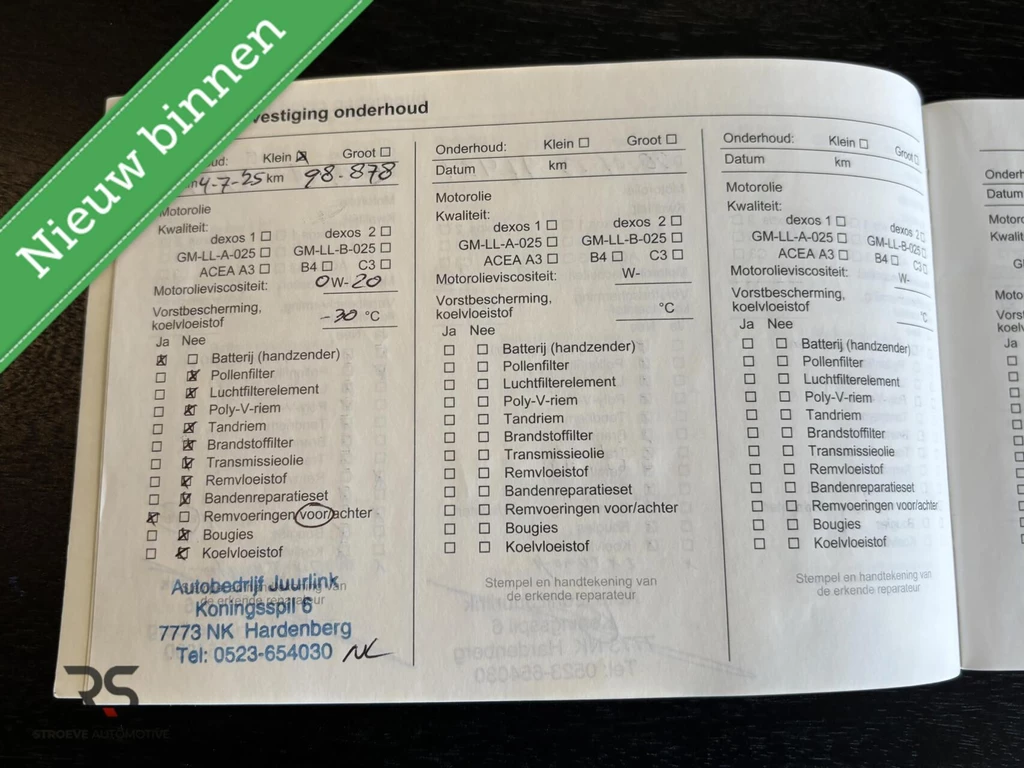 Nieuw binnen
vestiging onderhoud
ud: Klein ☒ Groot ☐
4-7-25 km 98-878
Motorolie
Kwaliteit:
dexos 1 ☐ dexos 2 ☐
GM-LL-A-025 ☐ GM-LL-B-025 ☐
ACEA A3 ☐ B4 ☐ C3 ☐
Motorolieviscositeit: 0W-20
Vorstbescherming,
koelvloeistof -30 °C
Ja Nee
☒ ☐ Batterij (handzender)
☐ ☒ Pollenfilter
☐ ☒ Luchtfilterelement
☐ ☒ Poly-V-riem
☐ ☒ Tandriem
☐ ☒ Brandstoffilter
☐ ☒ Transmissieolie
☐ ☒ Remvloeistof
☐ ☒ Bandenreparatieset
☒ ☐ Remvoeringen voor/achter
☐ ☒ Bougies
☐ ☒ Koelvloeistof
Autobedrijf Juurlink
Koningsspil 6
7773 NK Hardenberg
Tel: 0523-654030
Onderhoud: Klein ☐ Groot ☐
Datum km
Motorolie
Kwaliteit:
dexos 1 ☐ dexos 2 ☐
GM-LL-A-025 ☐ GM-LL-B-025 ☐
ACEA A3 ☐ B4 ☐ C3 ☐
Motorolieviscositeit: W-
Vorstbescherming,
koelvloeistof °C
Ja Nee
☐ ☐ Batterij (handzender)
☐ ☐ Pollenfilter
☐ ☐ Luchtfilterelement
☐ ☐ Poly-V-riem
☐ ☐ Tandriem
☐ ☐ Brandstoffilter
☐ ☐ Transmissieolie
☐ ☐ Remvloeistof
☐ ☐ Bandenreparatieset
☐ ☐ Remvoeringen voor/achter
☐ ☐ Bougies
☐ ☐ Koelvloeistof
Stempel en handtekening van
de erkende reparateur
Onderhoud: Klein ☐ Groot ☐
Datum km
Motorolie
Kwaliteit:
dexos 1 ☐ dexos 2 ☐
GM-LL-A-025 ☐ GM-LL-B-025 ☐
ACEA A3 ☐ B4 ☐ C3 ☐
Motorolieviscositeit: W-
Vorstbescherming,
koelvloeistof °C
Ja Nee
☐ ☐ Batterij (handzender)
☐ ☐ Pollenfilter
☐ ☐ Luchtfilterelement
☐ ☐ Poly-V-riem
☐ ☐ Tandriem
☐ ☐ Brandstoffilter
☐ ☐ Transmissieolie
☐ ☐ Remvloeistof
☐ ☐ Bandenreparatieset
☐ ☐ Remvoeringen voor/achter
☐ ☐ Bougies
☐ ☐ Koelvloeistof
Stempel en handtekening van
de erkende reparateur
Datum
Ja
RS
STROEVE AUTOMOTIVE